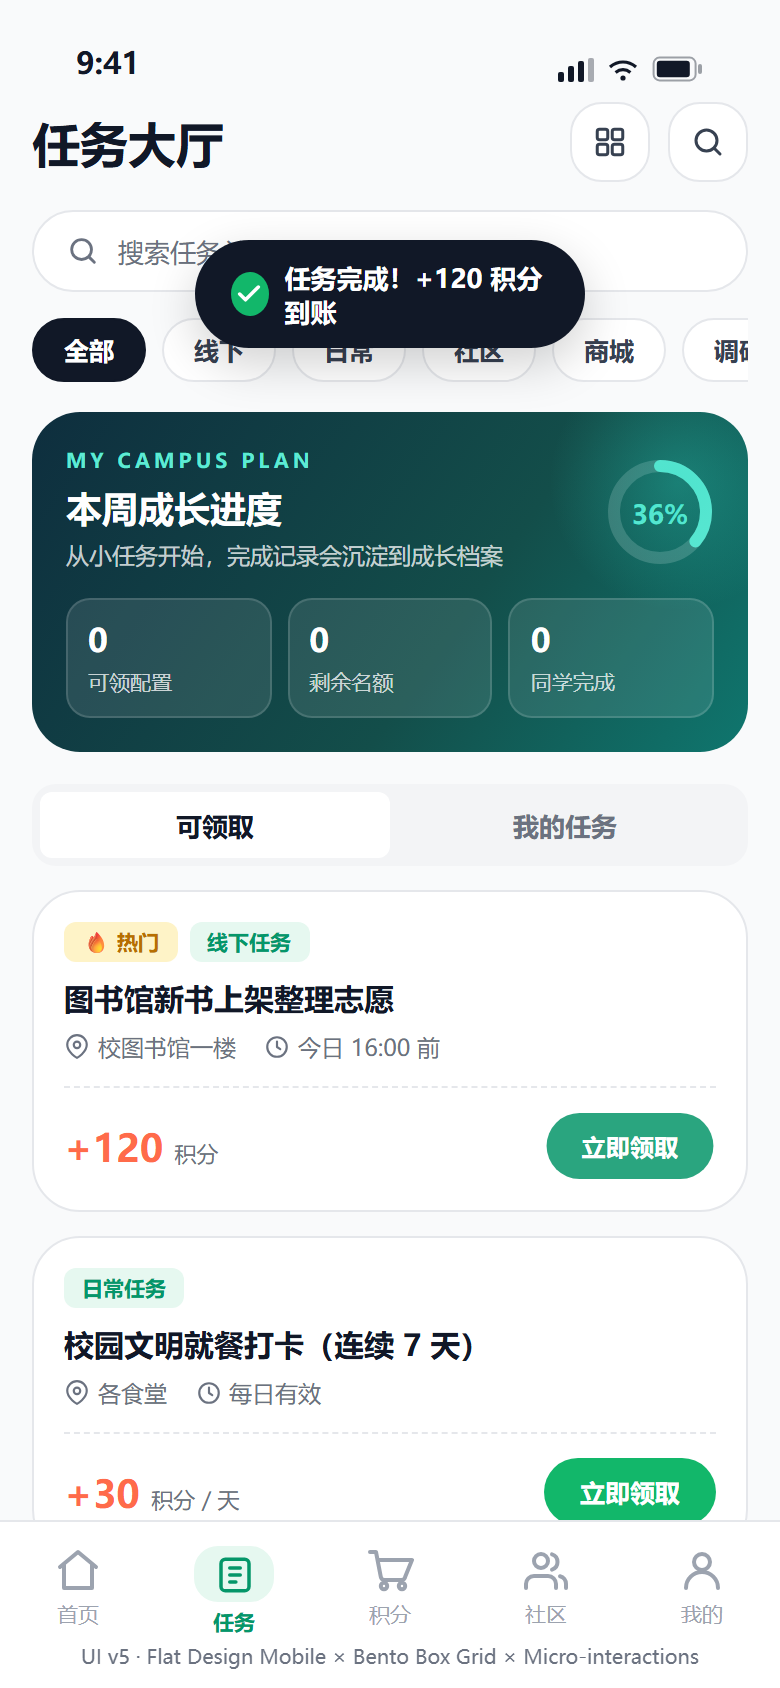 9:41
任务大厅
搜索任务
任务完成！+120 积分
到账
全部 线下 日常 社区 商城 调研
MY CAMPUS PLAN
本周成长进度
从小任务开始，完成记录会沉淀到成长档案
36%
0 0 0
可领配置 剩余名额 同学完成
可领取 我的任务
🔥 热门 线下任务
图书馆新书上架整理志愿
校图书馆一楼 今日 16:00 前
+120 积分 立即领取
日常任务
校园文明就餐打卡（连续 7 天）
各食堂 每日有效
+30 积分 / 天 立即领取
首页 任务 积分 社区 我的
UI v5 · Flat Design Mobile × Bento Box Grid × Micro-interactions